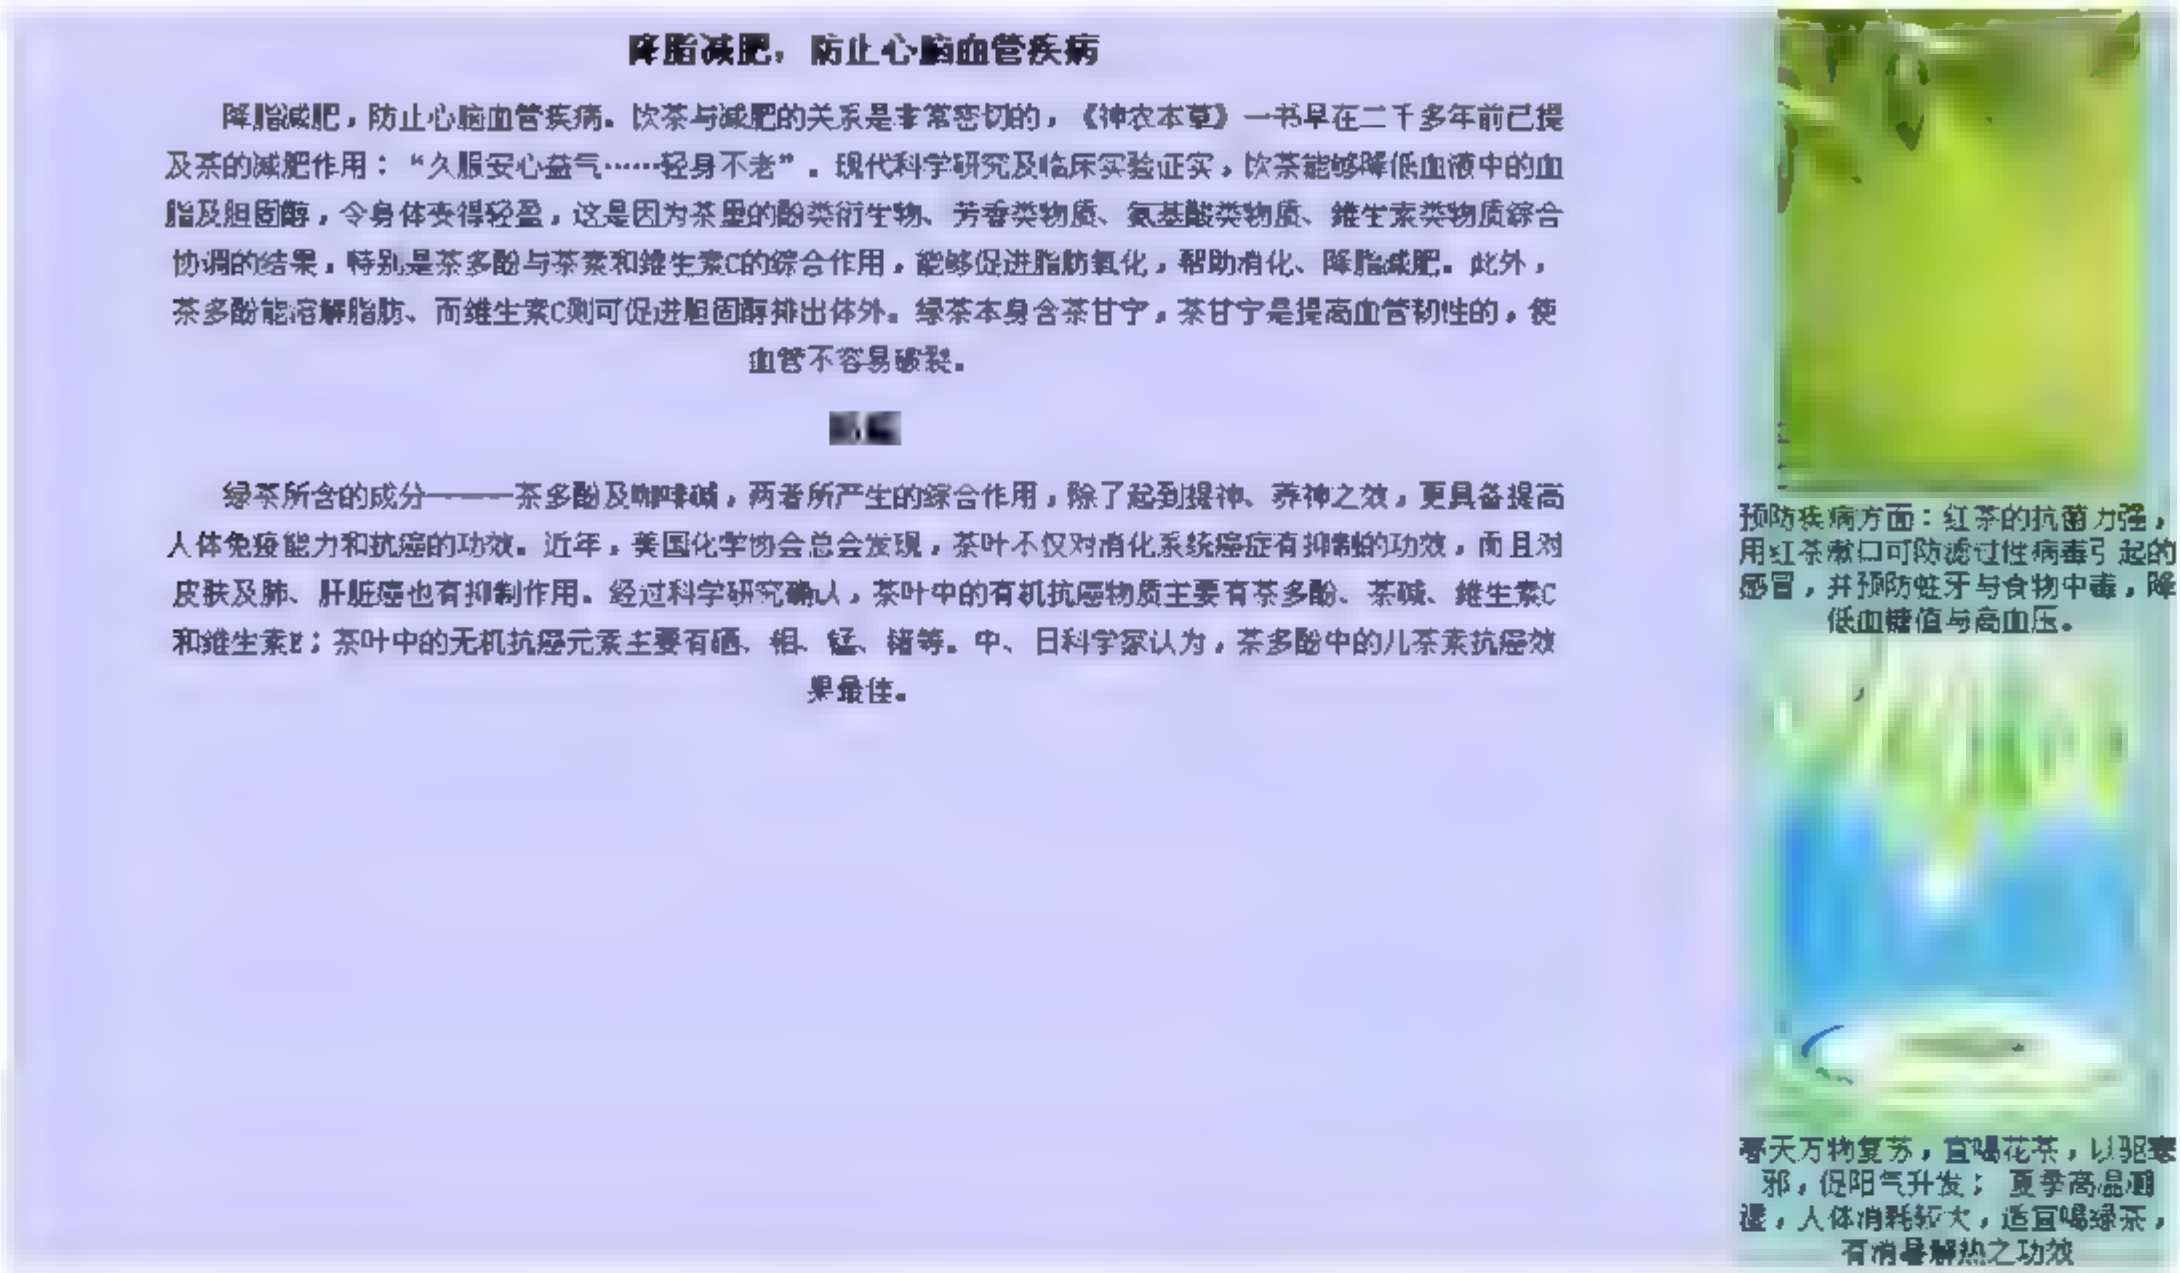 降脂减肥，防止心脑血管疾病
降脂减肥，防止心脑血管疾病。饮茶与减肥的关系是非常密切的，《神农本草》一书早在二千多年前已提
及茶的减肥作用：“久服安心益气……轻身不老”。现代科学研究及临床实验证实，饮茶能够降低血液中的血
脂及胆固醇，令身体变得轻盈，这是因为茶里的酚类衍生物、芳香类物质、氨基酸类物质、维生素类物质综合
协调的结果，特别是茶多酚与茶素和维生素C的综合作用，能够促进脂肪氧化，帮助消化、降脂减肥。此外，
茶多酚能溶解脂肪、而维生素C则可促进胆固醇排出体外。绿茶本身含茶甘宁，茶甘宁是提高血管韧性的，使
血管不容易破裂。
绿茶所含的成分———茶多酚及咖啡碱，两者所产生的综合作用，除了起到提神、养神之效，更具备提高
人体免疫能力和抗癌的功效。近年，美国化学协会总会发现，茶叶不仅对消化系统癌症有抑制的功效，而且对
皮肤及肺、肝脏癌也有抑制作用。经过科学研究确认，茶叶中的有机抗癌物质主要有茶多酚、茶碱、维生素C
和维生素E；茶叶中的无机抗癌元素主要有硒、钼、锰、锗等。中、日科学家认为，茶多酚中的儿茶素抗癌效
果最佳。
预防疾病方面：红茶的抗菌力强，
用红茶漱口可防滤过性病毒引起的
感冒，并预防蛀牙与食物中毒，降
低血糖值与高血压。
春天万物复苏，宜喝花茶，以驱寒
邪，促阳气升发； 夏季高温潮
湿，人体消耗较大，适宜喝绿茶，
有消暑解热之功效